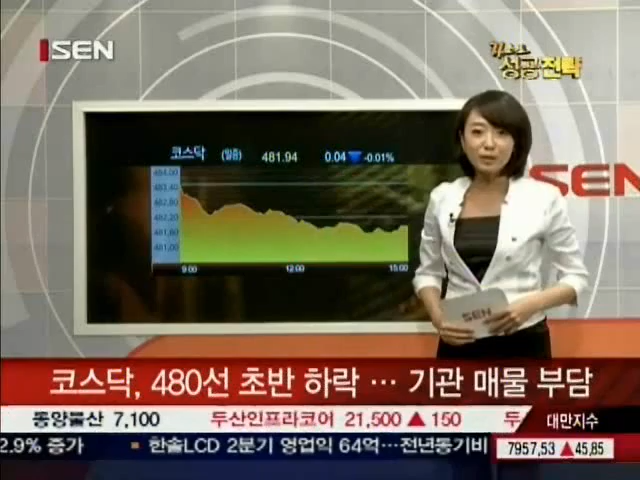 SEN
성공전략
코스닥 (일중) 481.94 0.04▼-0.01%
484,00
483,40
482,80
482,20
481,60
481,00
9:00 12:00 15:00
SEN
SEN
코스닥, 480선 초반 하락 … 기관 매물 부담
동양물산 7,100 두산인프라코어 21,500 ▲ 150 두 대만지수
2.9% 증가 ▪ 한솔LCD 2분기 영업익 64억…전년동기비 7957,53 ▲45,85